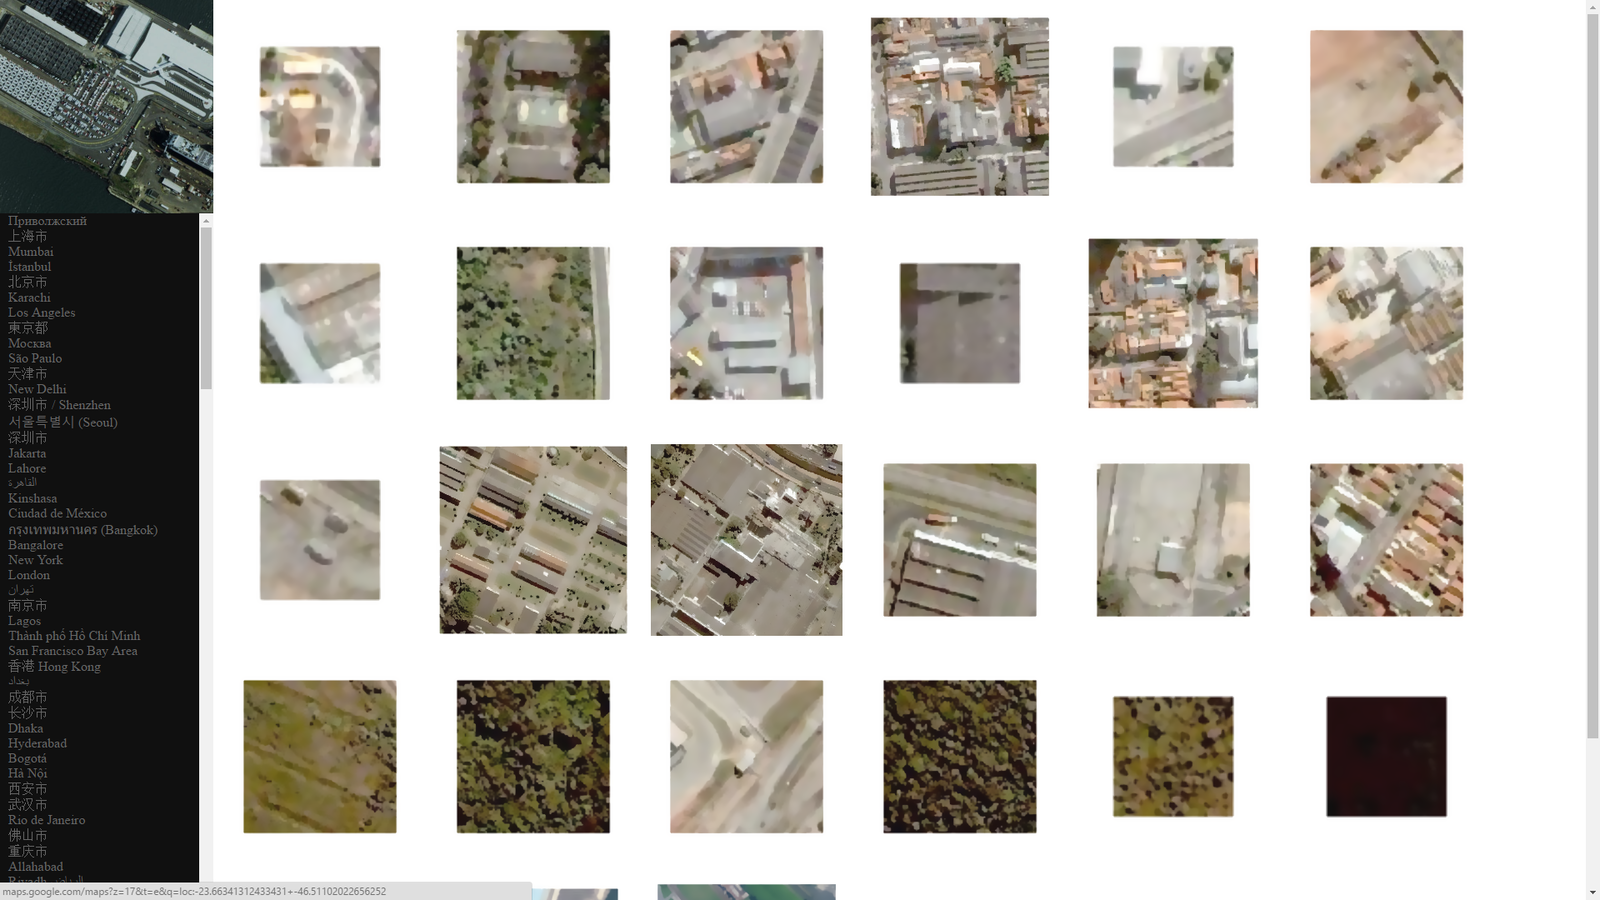 Приволжский
上海市
Mumbai
İstanbul
北京市
Karachi
Los Angeles
東京都
Москва
São Paulo
天津市
New Delhi
深圳市 / Shenzhen
서울특별시 (Seoul)
深圳市
Jakarta
Lahore
القاهرة
Kinshasa
Ciudad de México
กรุงเทพมหานคร (Bangkok)
Bangalore
New York
London
تهران
南京市
Lagos
Thành phố Hồ Chí Minh
San Francisco Bay Area
香港 Hong Kong
بغداد
成都市
长沙市
Dhaka
Hyderabad
Bogotá
Hà Nội
西安市
武汉市
Rio de Janeiro
佛山市
重庆市
Allahabad
Riyadh الرياض
maps.google.com/maps?z=17&t=e&q=loc:-23.66341312433431+-46.51102022656252